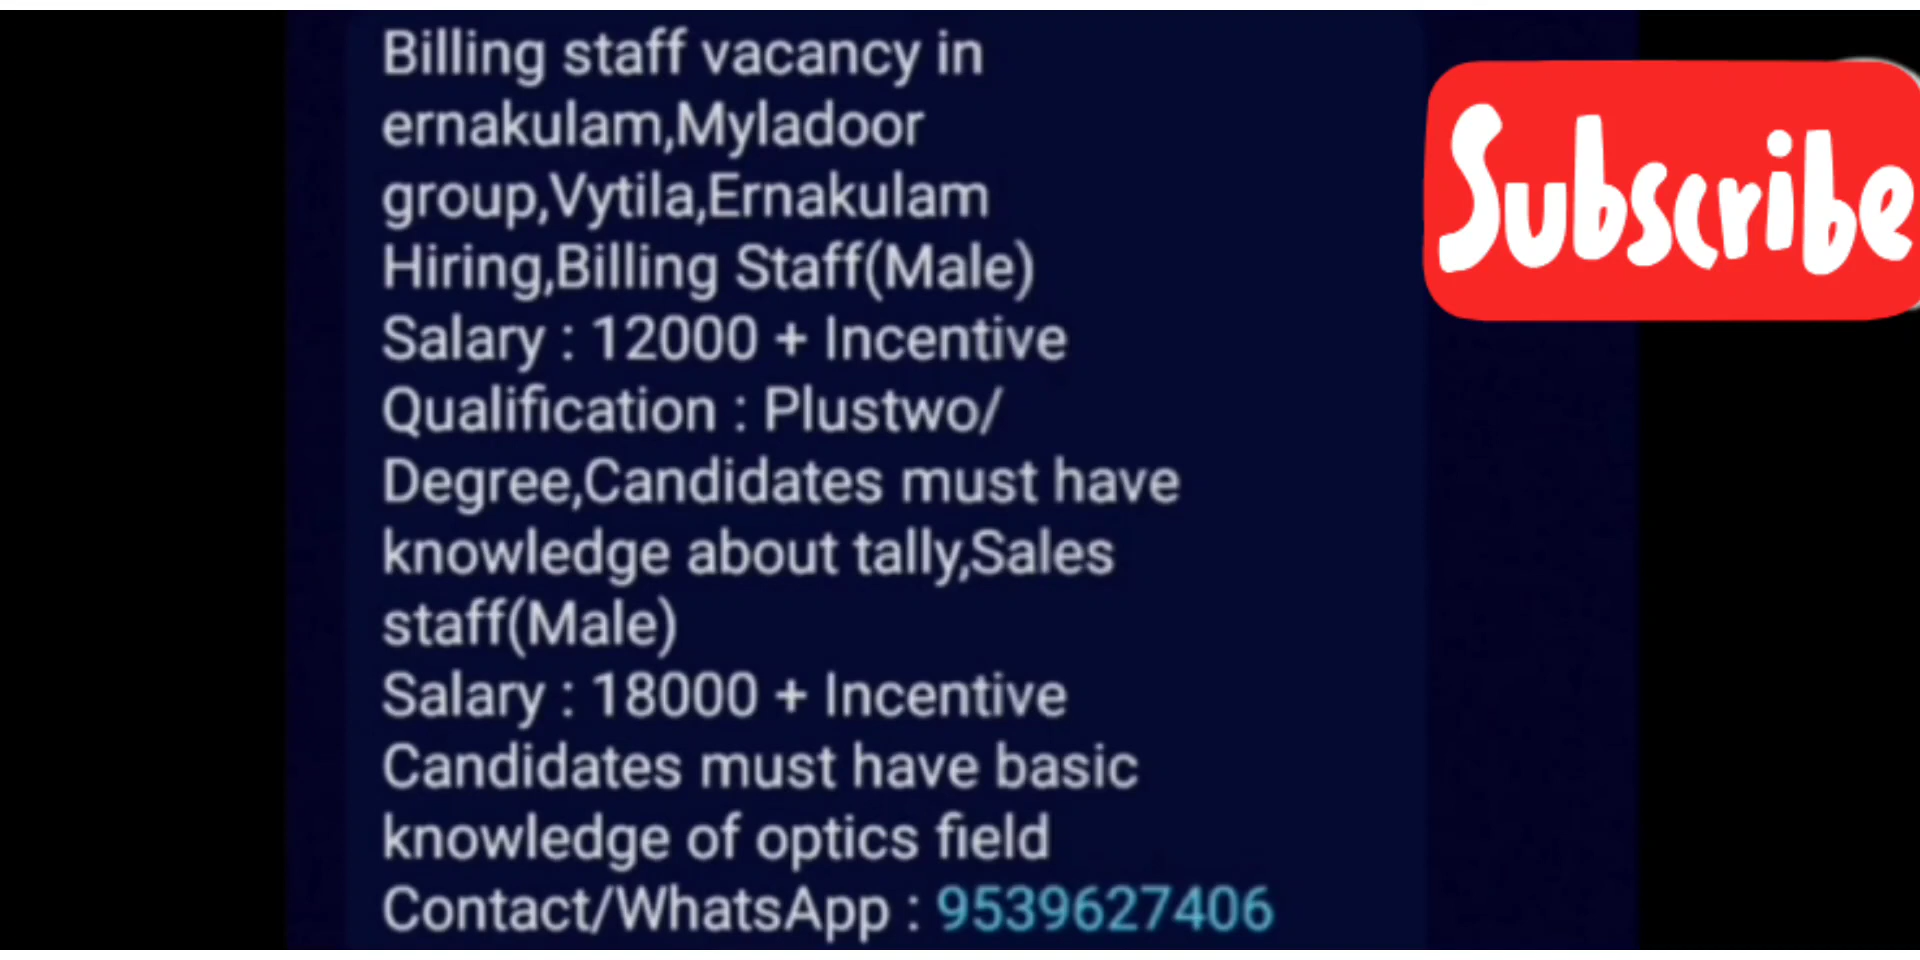 Billing staff vacancy in
ernakulam,Myladoor
group,Vytila,Ernakulam
Hiring,Billing Staff(Male)
Salary : 12000 + Incentive
Qualification : Plustwo/
Degree,Candidates must have
knowledge about tally,Sales
staff(Male)
Salary : 18000 + Incentive
Candidates must have basic
knowledge of optics field
Contact/WhatsApp : 9539627406
Subscribe